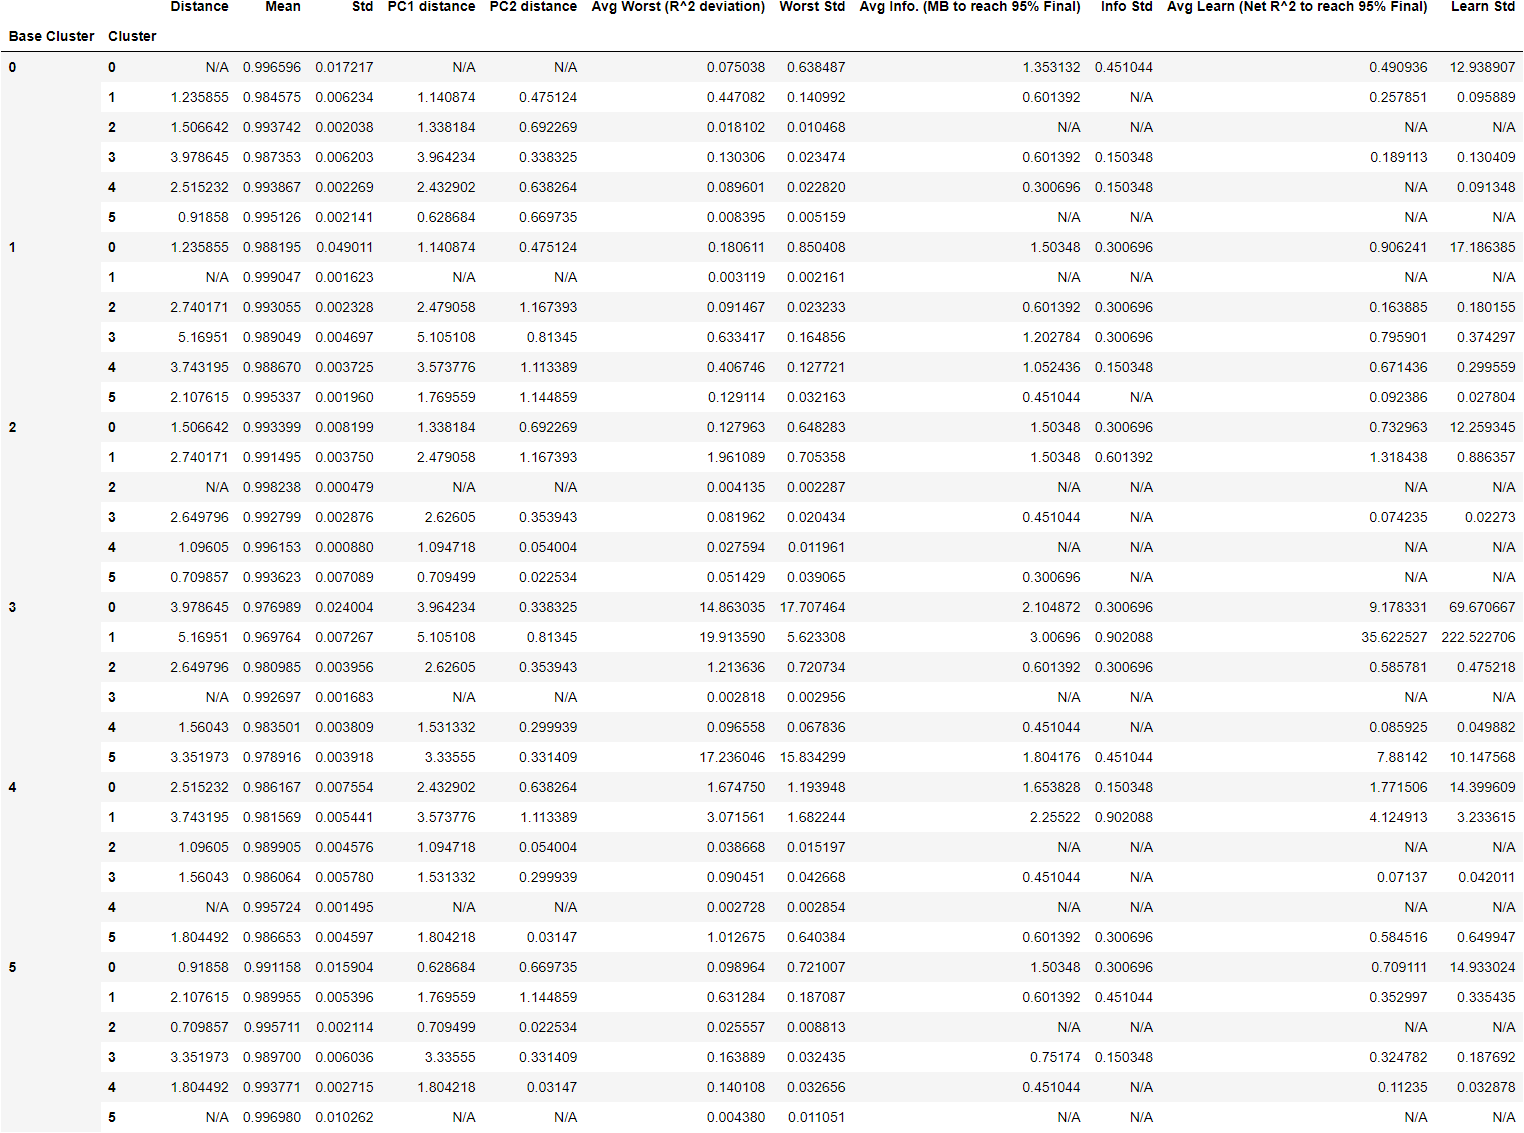 Distance Mean Std PC1 distance PC2 distance Avg Worst (R^2 deviation) Worst Std Avg Info. (MB to reach 95% Final) Info Std Avg Learn (Net R^2 to reach 95% Final) Learn Std
Base Cluster Cluster
0 0 N/A 0.996596 0.017217 N/A N/A 0.075038 0.638487 1.353132 0.451044 0.490936 12.938907
1 1.235855 0.984575 0.006234 1.140874 0.475124 0.447082 0.140992 0.601392 N/A 0.257851 0.095889
2 1.506642 0.993742 0.002038 1.338184 0.692269 0.018102 0.010468 N/A N/A N/A N/A
3 3.978645 0.987353 0.006203 3.964234 0.338325 0.130306 0.023474 0.601392 0.150348 0.189113 0.130409
4 2.515232 0.993867 0.002269 2.432902 0.638264 0.089601 0.022820 0.300696 0.150348 N/A 0.091348
5 0.91858 0.995126 0.002141 0.628684 0.669735 0.008395 0.005159 N/A N/A N/A N/A
1 0 1.235855 0.988195 0.049011 1.140874 0.475124 0.180611 0.850408 1.50348 0.300696 0.906241 17.186385
1 N/A 0.999047 0.001623 N/A N/A 0.003119 0.002161 N/A N/A N/A N/A
2 2.740171 0.993055 0.002328 2.479058 1.167393 0.091467 0.023233 0.601392 0.300696 0.163885 0.180155
3 5.16951 0.989049 0.004697 5.105108 0.81345 0.633417 0.164856 1.202784 0.300696 0.795901 0.374297
4 3.743195 0.988670 0.003725 3.573776 1.113389 0.406746 0.127721 1.052436 0.150348 0.671436 0.299559
5 2.107615 0.995337 0.001960 1.769559 1.144859 0.129114 0.032163 0.451044 N/A 0.092386 0.027804
2 0 1.506642 0.993399 0.008199 1.338184 0.692269 0.127963 0.648283 1.50348 0.300696 0.732963 12.259345
1 2.740171 0.991495 0.003750 2.479058 1.167393 1.961089 0.705358 1.50348 0.601392 1.318438 0.886357
2 N/A 0.998238 0.000479 N/A N/A 0.004135 0.002287 N/A N/A N/A N/A
3 2.649796 0.992799 0.002876 2.62605 0.353943 0.081962 0.020434 0.451044 N/A 0.074235 0.02273
4 1.09605 0.996153 0.000880 1.094718 0.054004 0.027594 0.011961 N/A N/A N/A N/A
5 0.709857 0.993623 0.007089 0.709499 0.022534 0.051429 0.039065 0.300696 N/A N/A N/A
3 0 3.978645 0.976989 0.024004 3.964234 0.338325 14.863035 17.707464 2.104872 0.300696 9.178331 69.670667
1 5.16951 0.969764 0.007267 5.105108 0.81345 19.913590 5.623308 3.00696 0.902088 35.622527 222.522706
2 2.649796 0.980985 0.003956 2.62605 0.353943 1.213636 0.720734 0.601392 0.300696 0.585781 0.475218
3 N/A 0.992697 0.001683 N/A N/A 0.002818 0.002956 N/A N/A N/A N/A
4 1.56043 0.983501 0.003809 1.531332 0.299939 0.096558 0.067836 0.451044 N/A 0.085925 0.049882
5 3.351973 0.978916 0.003918 3.33555 0.331409 17.236046 15.834299 1.804176 0.451044 7.88142 10.147568
4 0 2.515232 0.986167 0.007554 2.432902 0.638264 1.674750 1.193948 1.653828 0.150348 1.771506 14.399609
1 3.743195 0.981569 0.005441 3.573776 1.113389 3.071561 1.682244 2.25522 0.902088 4.124913 3.233615
2 1.09605 0.989905 0.004576 1.094718 0.054004 0.038668 0.015197 N/A N/A N/A N/A
3 1.56043 0.986064 0.005780 1.531332 0.299939 0.090451 0.042668 0.451044 N/A 0.07137 0.042011
4 N/A 0.995724 0.001495 N/A N/A 0.002728 0.002854 N/A N/A N/A N/A
5 1.804492 0.986653 0.004597 1.804218 0.03147 1.012675 0.640384 0.601392 0.300696 0.584516 0.649947
5 0 0.91858 0.991158 0.015904 0.628684 0.669735 0.098964 0.721007 1.50348 0.300696 0.709111 14.933024
1 2.107615 0.989955 0.005396 1.769559 1.144859 0.631284 0.187087 0.601392 0.451044 0.352997 0.335435
2 0.709857 0.995711 0.002114 0.709499 0.022534 0.025557 0.008813 N/A N/A N/A N/A
3 3.351973 0.989700 0.006036 3.33555 0.331409 0.163889 0.032435 0.75174 0.150348 0.324782 0.187692
4 1.804492 0.993771 0.002715 1.804218 0.03147 0.140108 0.032656 0.451044 N/A 0.11235 0.032878
5 N/A 0.996980 0.010262 N/A N/A 0.004380 0.011051 N/A N/A N/A N/A